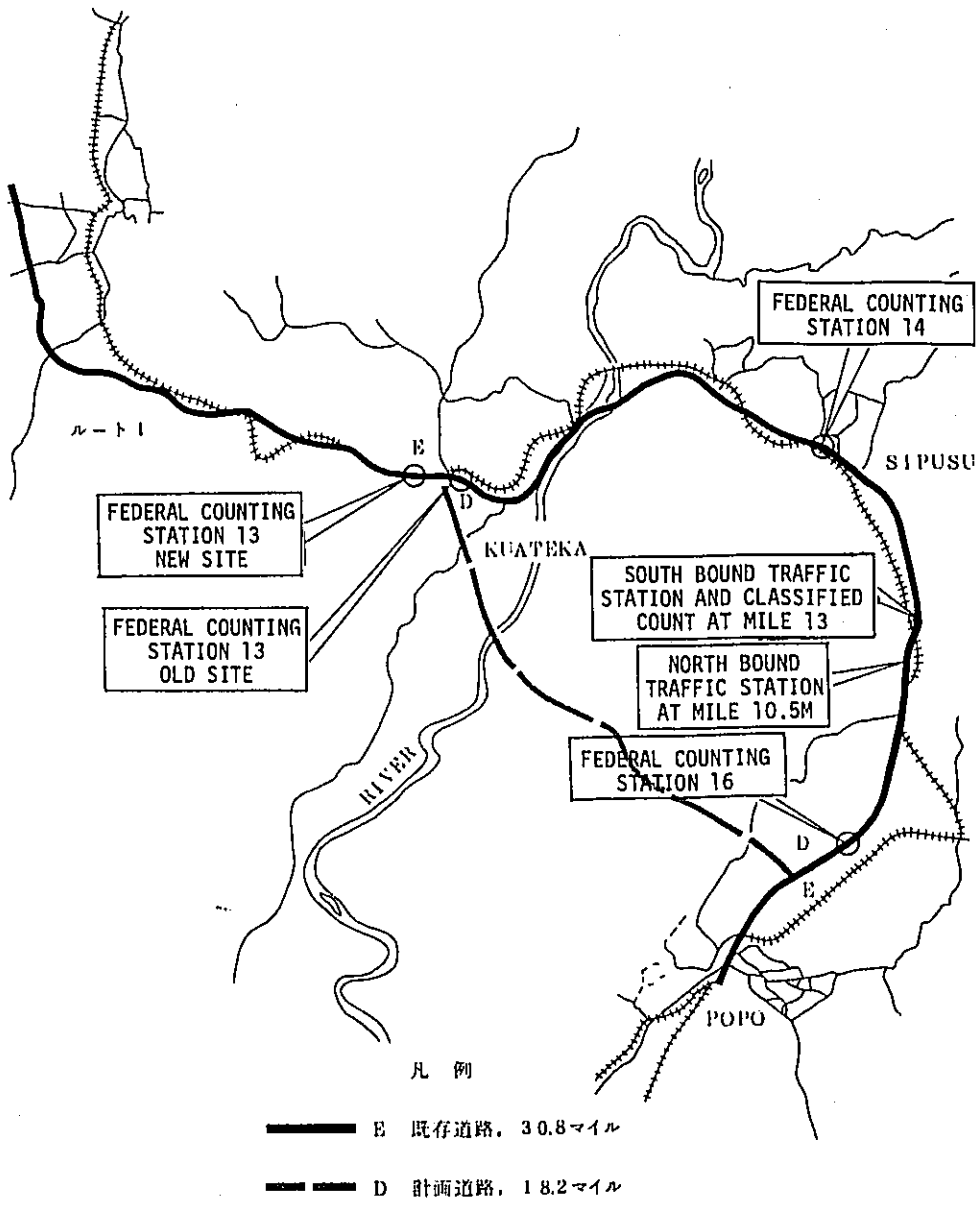 FEDERAL COUNTING
STATION 14
ルート1
E
SIPUSU
D
FEDERAL COUNTING
STATION 13
NEW SITE
KUATEKA
SOUTH BOUND TRAFFIC
STATION AND CLASSIFIED
COUNT AT MILE 13
FEDERAL COUNTING
STATION 13
OLD SITE
NORTH BOUND
TRAFFIC STATION
AT MILE 10.5M
RIVER
FEDERAL COUNTING
STATION 16
D
E
POPO
凡 例
E 既存道路, 30.8マイル
D 計画道路, 18.2マイル